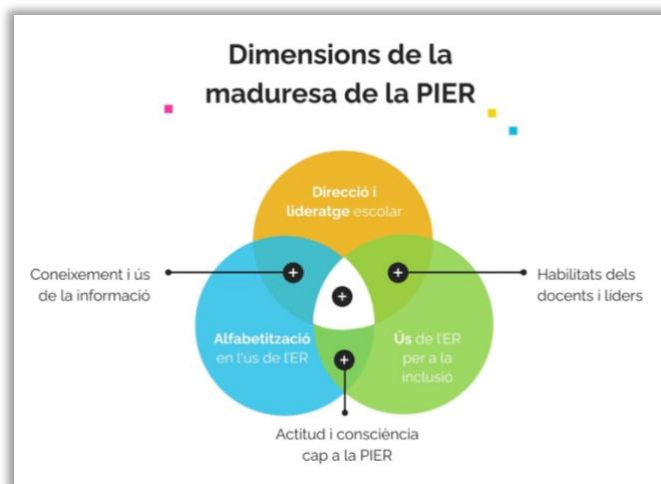 Dimensions de la
maduresa de la PIER
Direcció i
lideratge escolar
Coneixement i ús
de la informació
Habilitats dels
docents i líders
Alfabetització
en l'ús de l'ER
Ús de l'ER
per a la
inclusió
Actitud i consciència
cap a la PIER